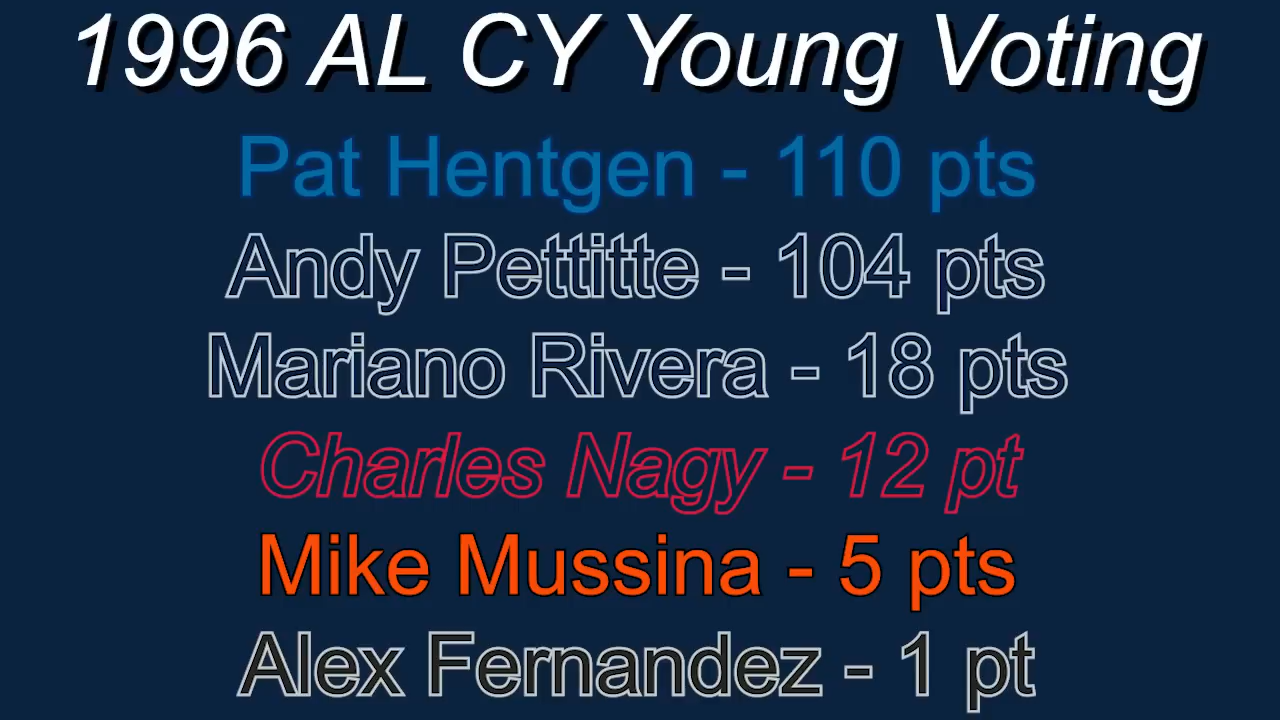 1996 AL CY Young Voting
Pat Hentgen - 110 pts
Andy Pettitte - 104 pts
Mariano Rivera - 18 pts
Charles Nagy - 12 pt
Mike Mussina - 5 pts
Alex Fernandez - 1 pt